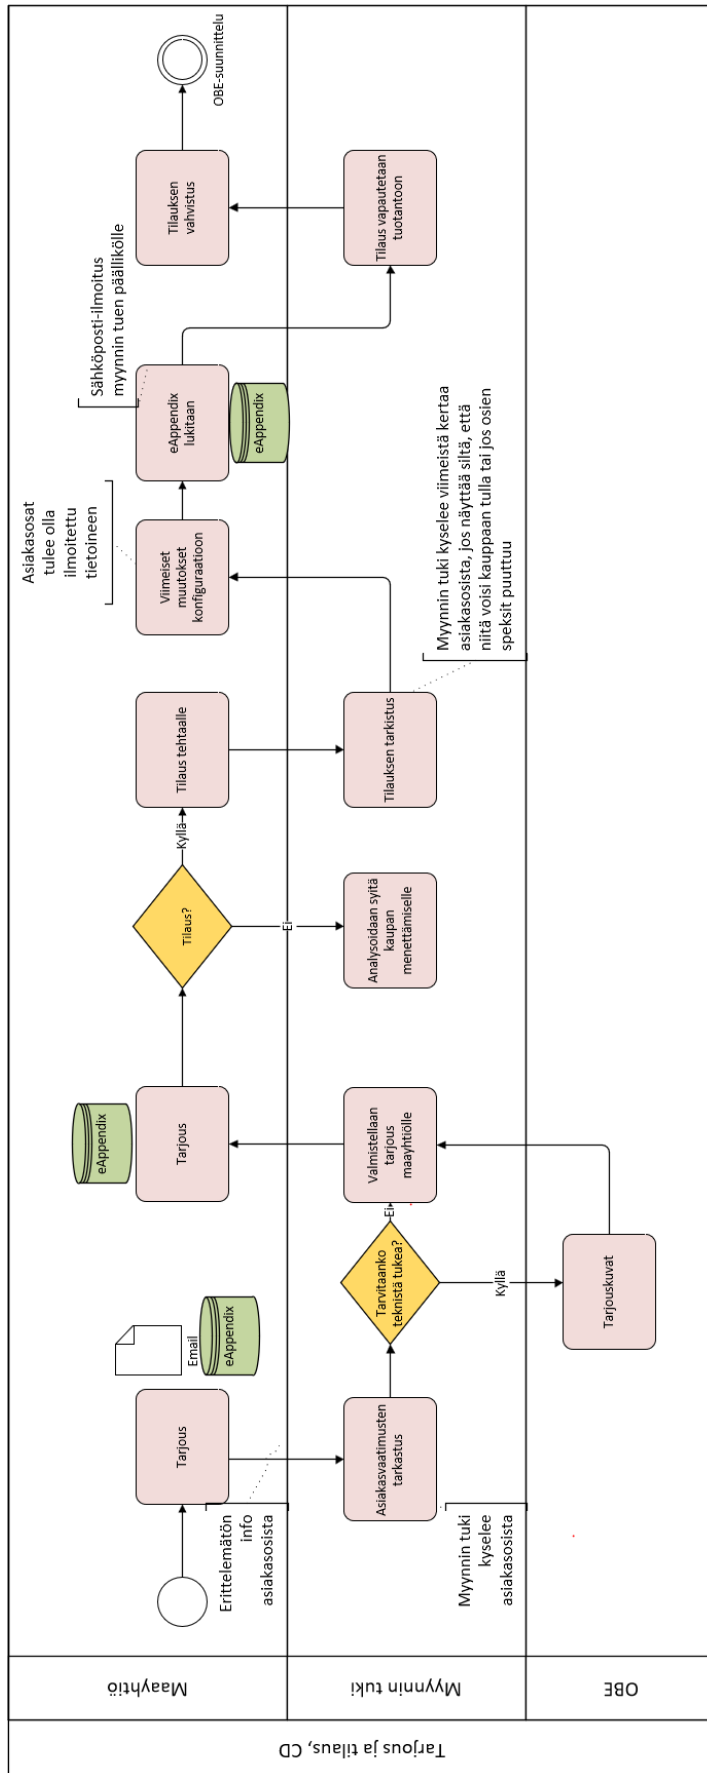 Tarjous ja tilaus, CD
Maayhtiö
Myynnin tuki
OBE
Tarjous
Email
eAppendix
Erittelemätön
info
asiakasosista
Asiakasvaatimusten
tarkastus
Myynnin tuki
kyselee
asiakasosista
Tarvitaanko
teknistä tukea?
Ei
Kyllä
Tarjouskuvat
Valmistellaan
tarjous
maayhtiölle
Tarjous
eAppendix
Tilaus?
Ei
Kyllä
Analysoidaan syitä
kaupan
menettämiselle
Tilaus tehtaalle
Tilauksen tarkistus
Myynnin tuki kyselee viimeistä kertaa
asiakasosista, jos näyttää siltä, että
niitä voisi kauppaan tulla tai jos osien
speksit puuttuu
Viimeiset
muutokset
konfiguraatioon
Asiakasosat
tulee olla
ilmoitettu
tietoineen
eAppendix
lukitaan
eAppendix
Sähköposti-ilmoitus
myynnin tuen päällikölle
Tilaus vapautetaan
tuotantoon
Tilauksen
vahvistus
OBE-suunnittelu